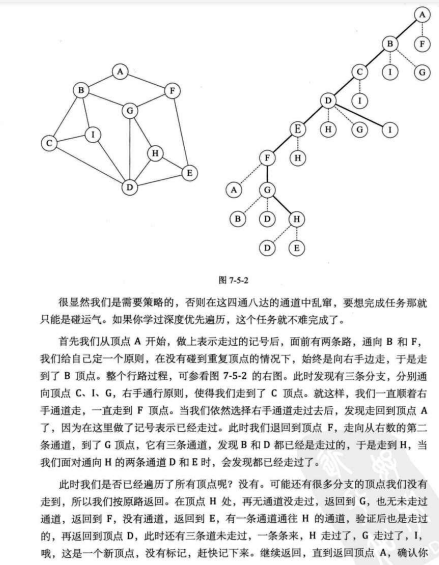 A
B
F
G
C
I
H
D
E
A
B
F
C
I
G
D
I
E
H
G
I
F
H
A
G
B
D
H
D
E
图 7-5-2
很显然我们是需要策略的，否则在这四通八达的通道中乱窜，要想完成任务那就
只能是碰运气。如果你学过深度优先遍历，这个任务就不难完成了。
首先我们从顶点 A 开始，做上表示走过的记号后，面前有两条路，通向 B 和 F，
我们给自己定一个原则，在没有碰到重复顶点的情况下，始终是向右手边走，于是走
到了 B 顶点。整个行路过程，可参看图 7-5-2 的右图。此时发现有三条分支，分别通
向顶点 C、I、G，右手通行原则，使得我们走到了 C 顶点。就这样，我们一直顺着右
手通道走，一直走到 F 顶点。当我们依然选择右手通道走过去后，发现走回到顶点 A
了，因为在这里做了记号表示已经走过。此时我们退回到顶点 F，走向从右数的第二
条通道，到了 G 顶点，它有三条通道，发现 B 和 D 都已经是走过的，于是走到 H，当
我们面对通向 H 的两条通道 D 和 E 时，会发现都已经走过了。
此时我们是否已经遍历了所有顶点呢？没有。可能还有很多分支的顶点我们没有
走到，所以我们按原路返回。在顶点 H 处，再无通道没走过，返回到 G，也无未走过
通道，返回到 F，没有通道，返回到 E，有一条通道通往 H 的通道，验证后也是走过
的，再返回到顶点 D，此时还有三条道未走过，一条条来，H 走过了，G 走过了，I，
哦，这是一个新顶点，没有标记，赶快记下来。继续返回，直到返回顶点 A，确认你